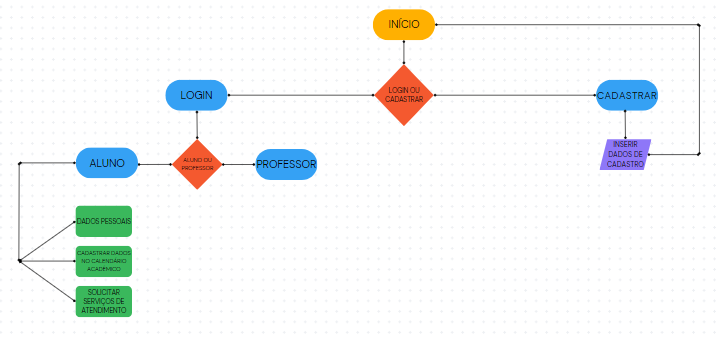 INÍCIO
LOGIN OU
CADASTRAR
LOGIN
CADASTRAR
ALUNO OU
PROFESSOR
ALUNO
PROFESSOR
INSERIR
DADOS DE
CADASTRO
DADOS PESSOAIS
CADASTRAR DADOS
NO CALENDÁRIO
ACADÊMICO
SOLICITAR
SERVIÇOS DE
ATENDIMENTO